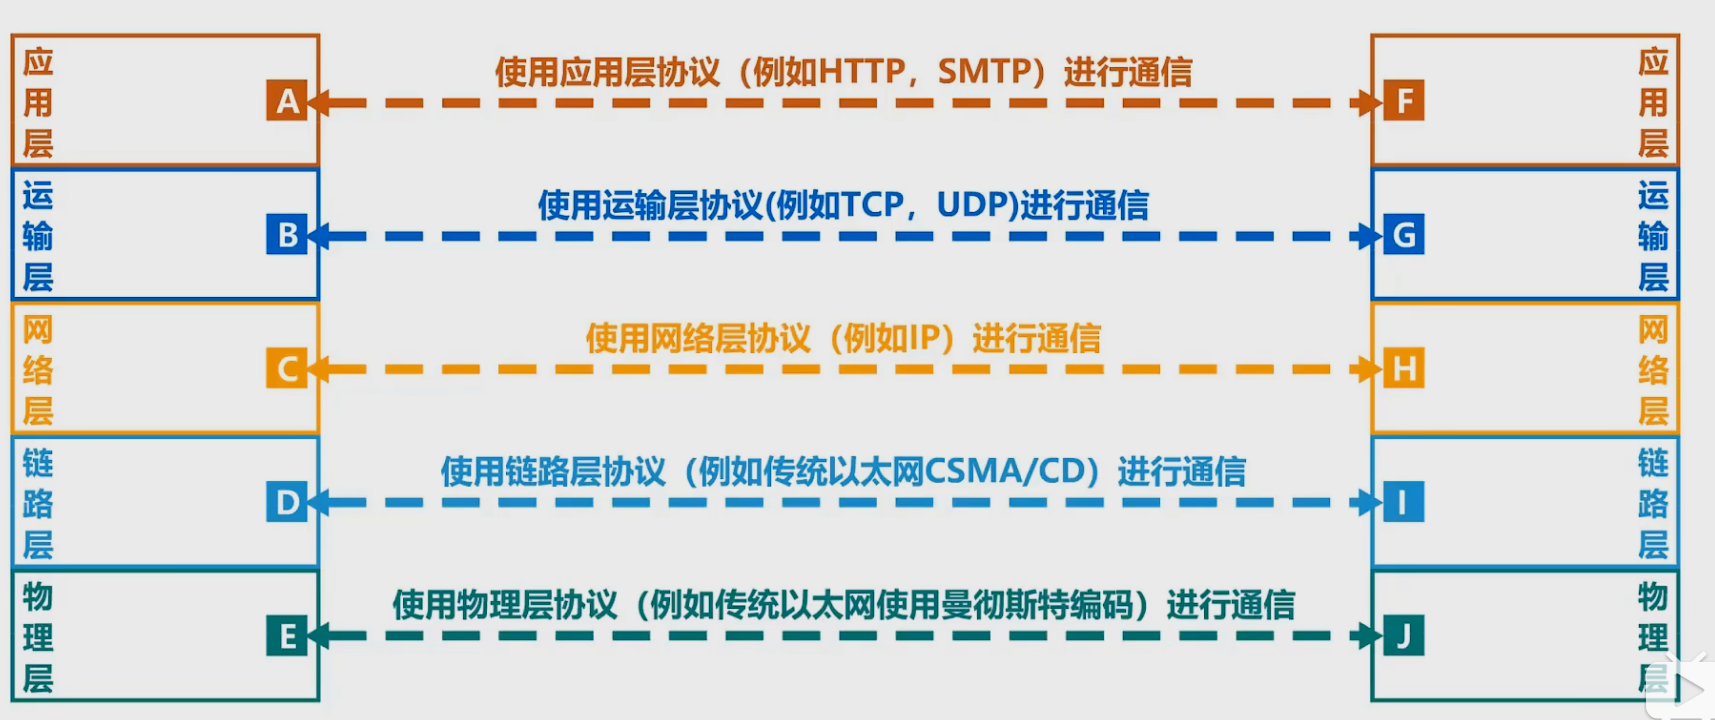 应用层
A
使用应用层协议（例如HTTP，SMTP）进行通信
F
应用层
运输层
B
使用运输层协议(例如TCP，UDP)进行通信
G
运输层
网络层
C
使用网络层协议（例如IP）进行通信
H
网络层
链路层
D
使用链路层协议（例如传统以太网CSMA/CD）进行通信
I
链路层
物理层
E
使用物理层协议（例如传统以太网使用曼彻斯特编码）进行通信
J
物理层